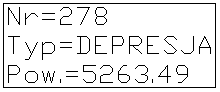 Nr=278
Typ=DEPRESJA
Pow.=5263.49